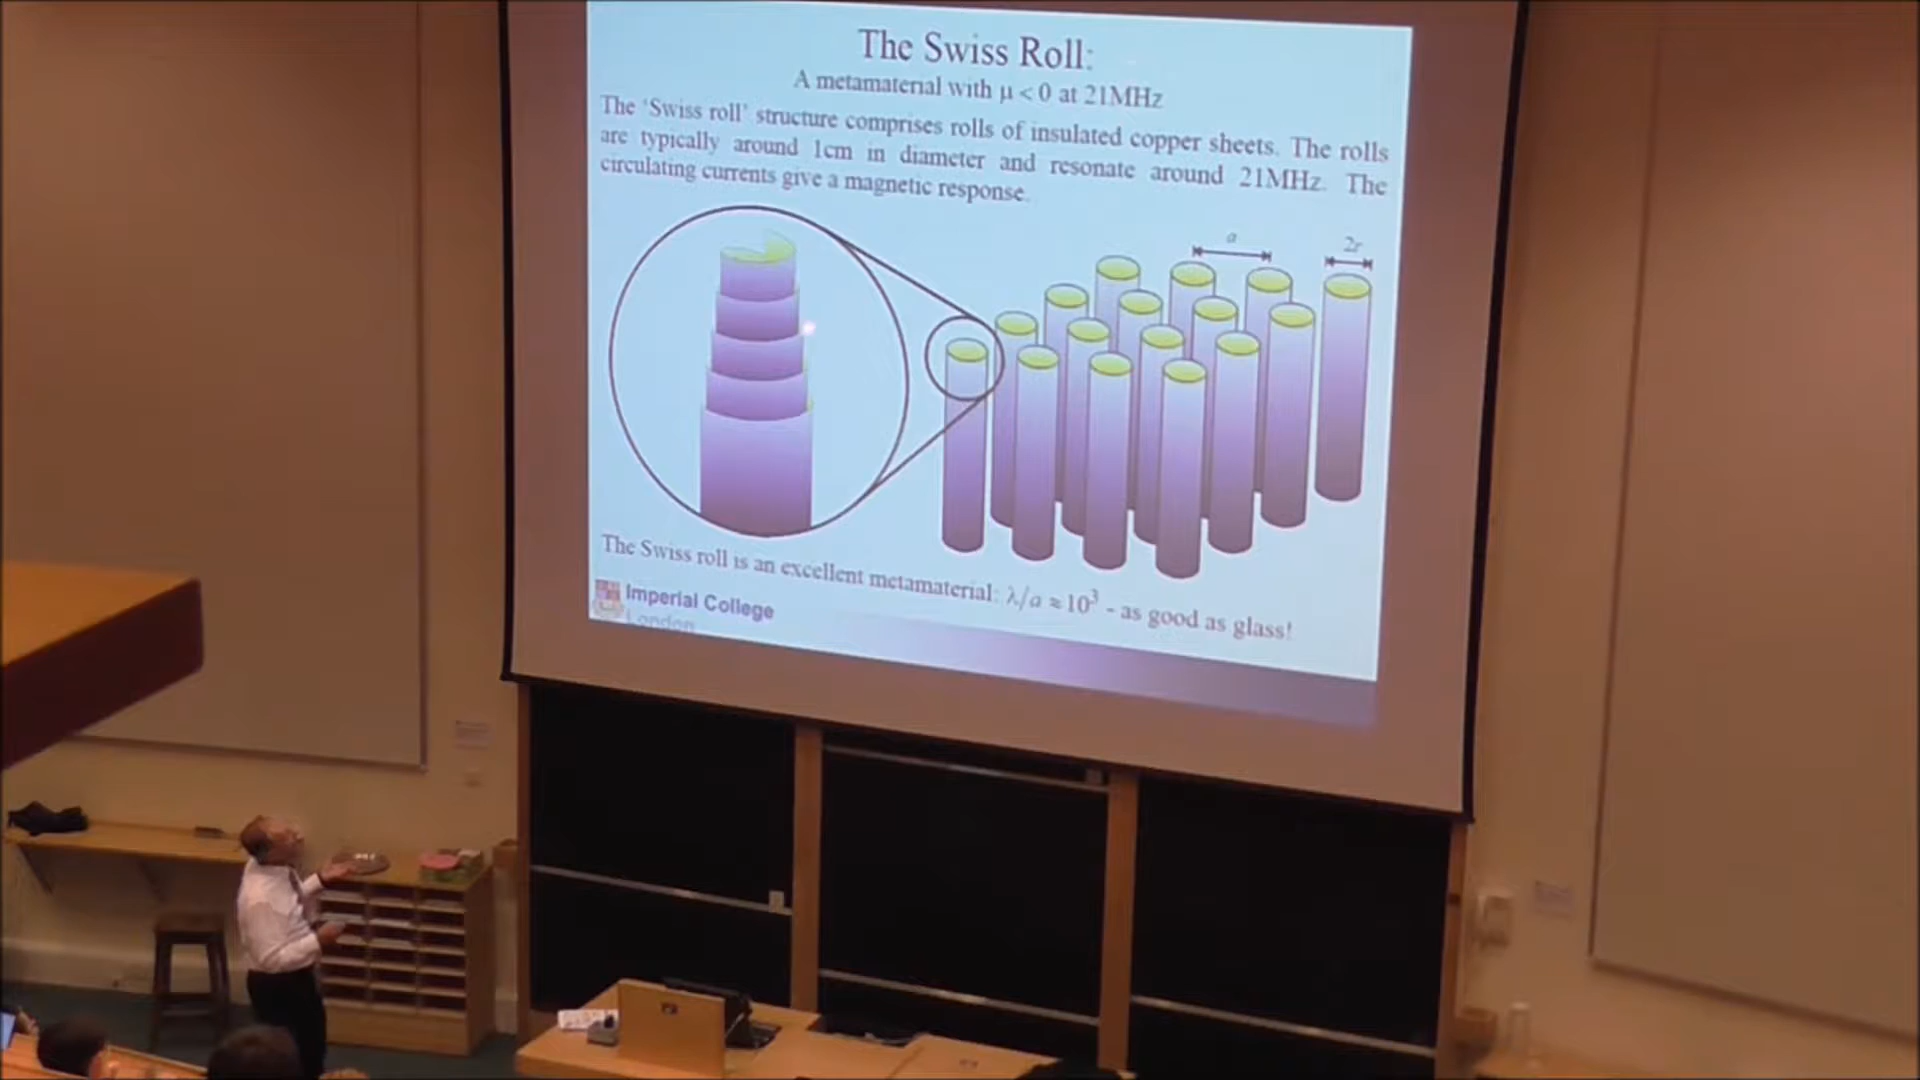 The Swiss Roll:
A metamaterial with μ < 0 at 21MHz
The 'Swiss roll' structure comprises rolls of insulated copper sheets. The rolls
are typically around 1cm in diameter and resonate around 21MHz. The
circulating currents give a magnetic response.
a
2r
The Swiss roll is an excellent metamaterial: λ/a ≈ 10³ - as good as glass!
Imperial College
London